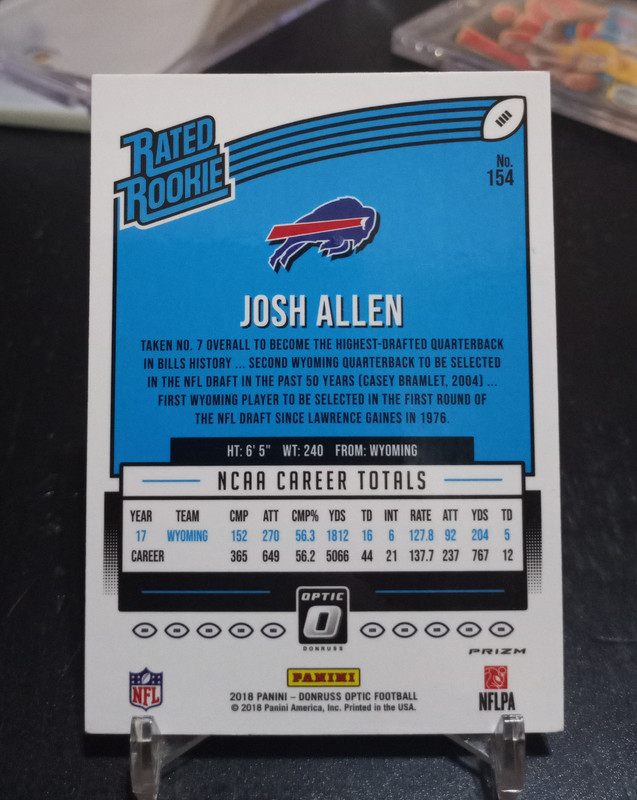 RATED
ROOKIE
No.
154
JOSH ALLEN
TAKEN NO. 7 OVERALL TO BECOME THE HIGHEST-DRAFTED QUARTERBACK
IN BILLS HISTORY ... SECOND WYOMING QUARTERBACK TO BE SELECTED
IN THE NFL DRAFT IN THE PAST 50 YEARS (CASEY BRAMLET, 2004) ...
FIRST WYOMING PLAYER TO BE SELECTED IN THE FIRST ROUND OF
THE NFL DRAFT SINCE LAWRENCE GAINES IN 1976.
HT: 6' 5" WT: 240 FROM: WYOMING
NCAA CAREER TOTALS
YEAR TEAM CMP ATT CMP% YDS TD INT RATE ATT YDS TD
17 WYOMING 152 270 56.3 1812 16 6 127.8 92 204 5
CAREER 365 649 56.2 5066 44 21 137.7 237 767 12
OPTIC
O
DONRUSS
PRIZM
NFL
PANINI
NFLPA
2018 PANINI – DONRUSS OPTIC FOOTBALL
© 2018 Panini America, Inc. Printed in the USA.